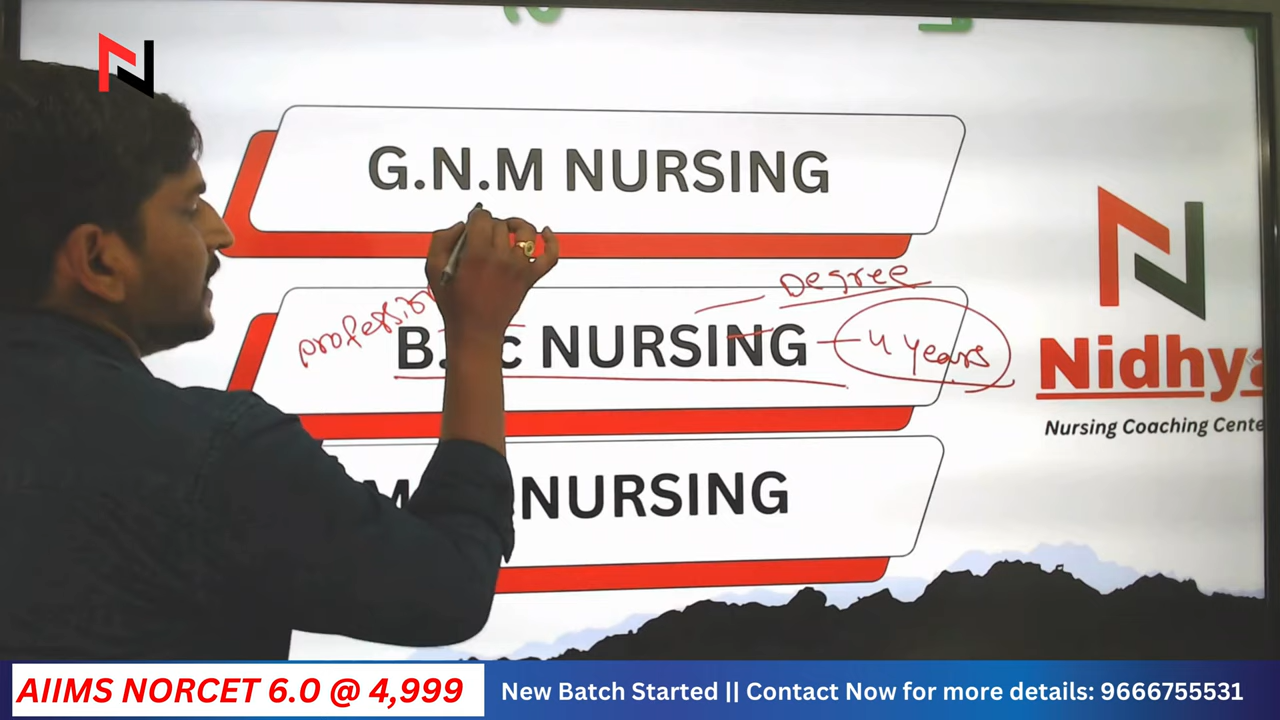 G.N.M NURSING
Degree
profession
B. c NURSING
4 years
Nidhya
Nursing Coaching Cente
M NURSING
AIIMS NORCET 6.0 @ 4,999
New Batch Started || Contact Now for more details: 9666755531